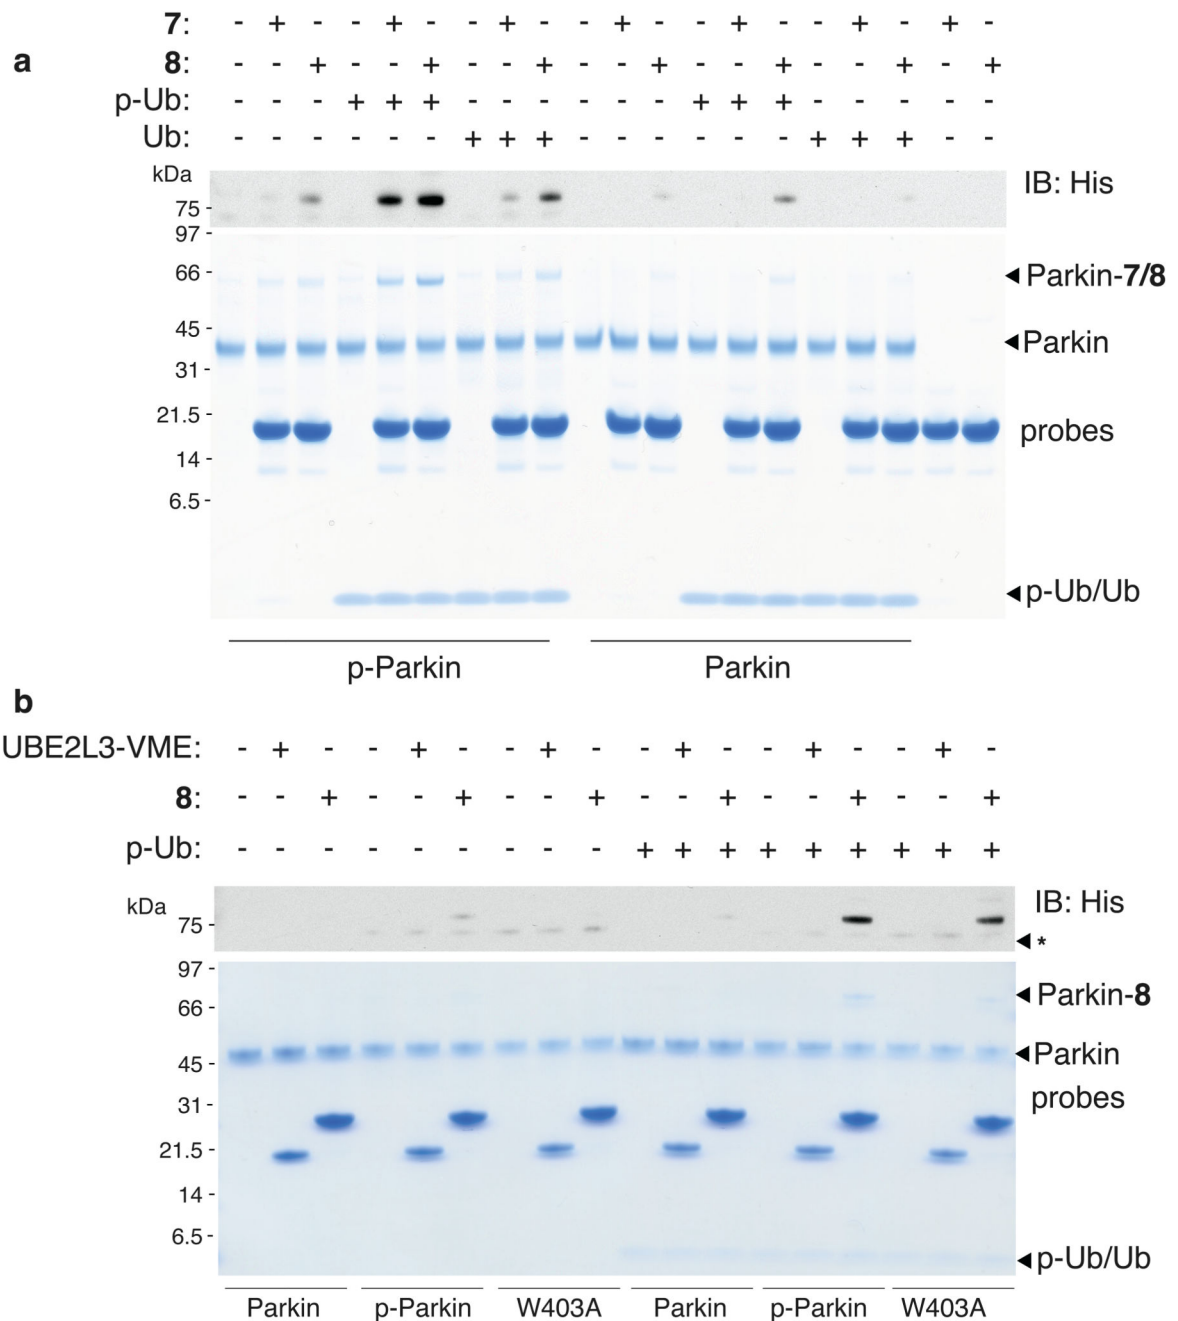 7: - + - - + - - + - - + - - + - - + - + -
a
8: - - + - - + - - + - - + - - + - - + - +
p-Ub: - - - + + + - - - - - - + + + - - - - -
Ub: - - - - - - + + + - - - - - - + + + - -
kDa
75 -
IB: His
97 -
66 -
Parkin-7/8
45 -
Parkin
31 -
21.5 -
probes
14 -
6.5 -
p-Ub/Ub
p-Parkin Parkin
b
UBE2L3-VME: - + - - + - - + - - + - - + - - + -
8: - - + - - + - - + - - + - - + - - +
p-Ub: - - - - - - - - - + + + + + + + + +
kDa
75 -
IB: His
*
97 -
66 -
Parkin-8
45 -
Parkin
probes
31 -
21.5 -
14 -
6.5 -
p-Ub/Ub
Parkin p-Parkin W403A Parkin p-Parkin W403A